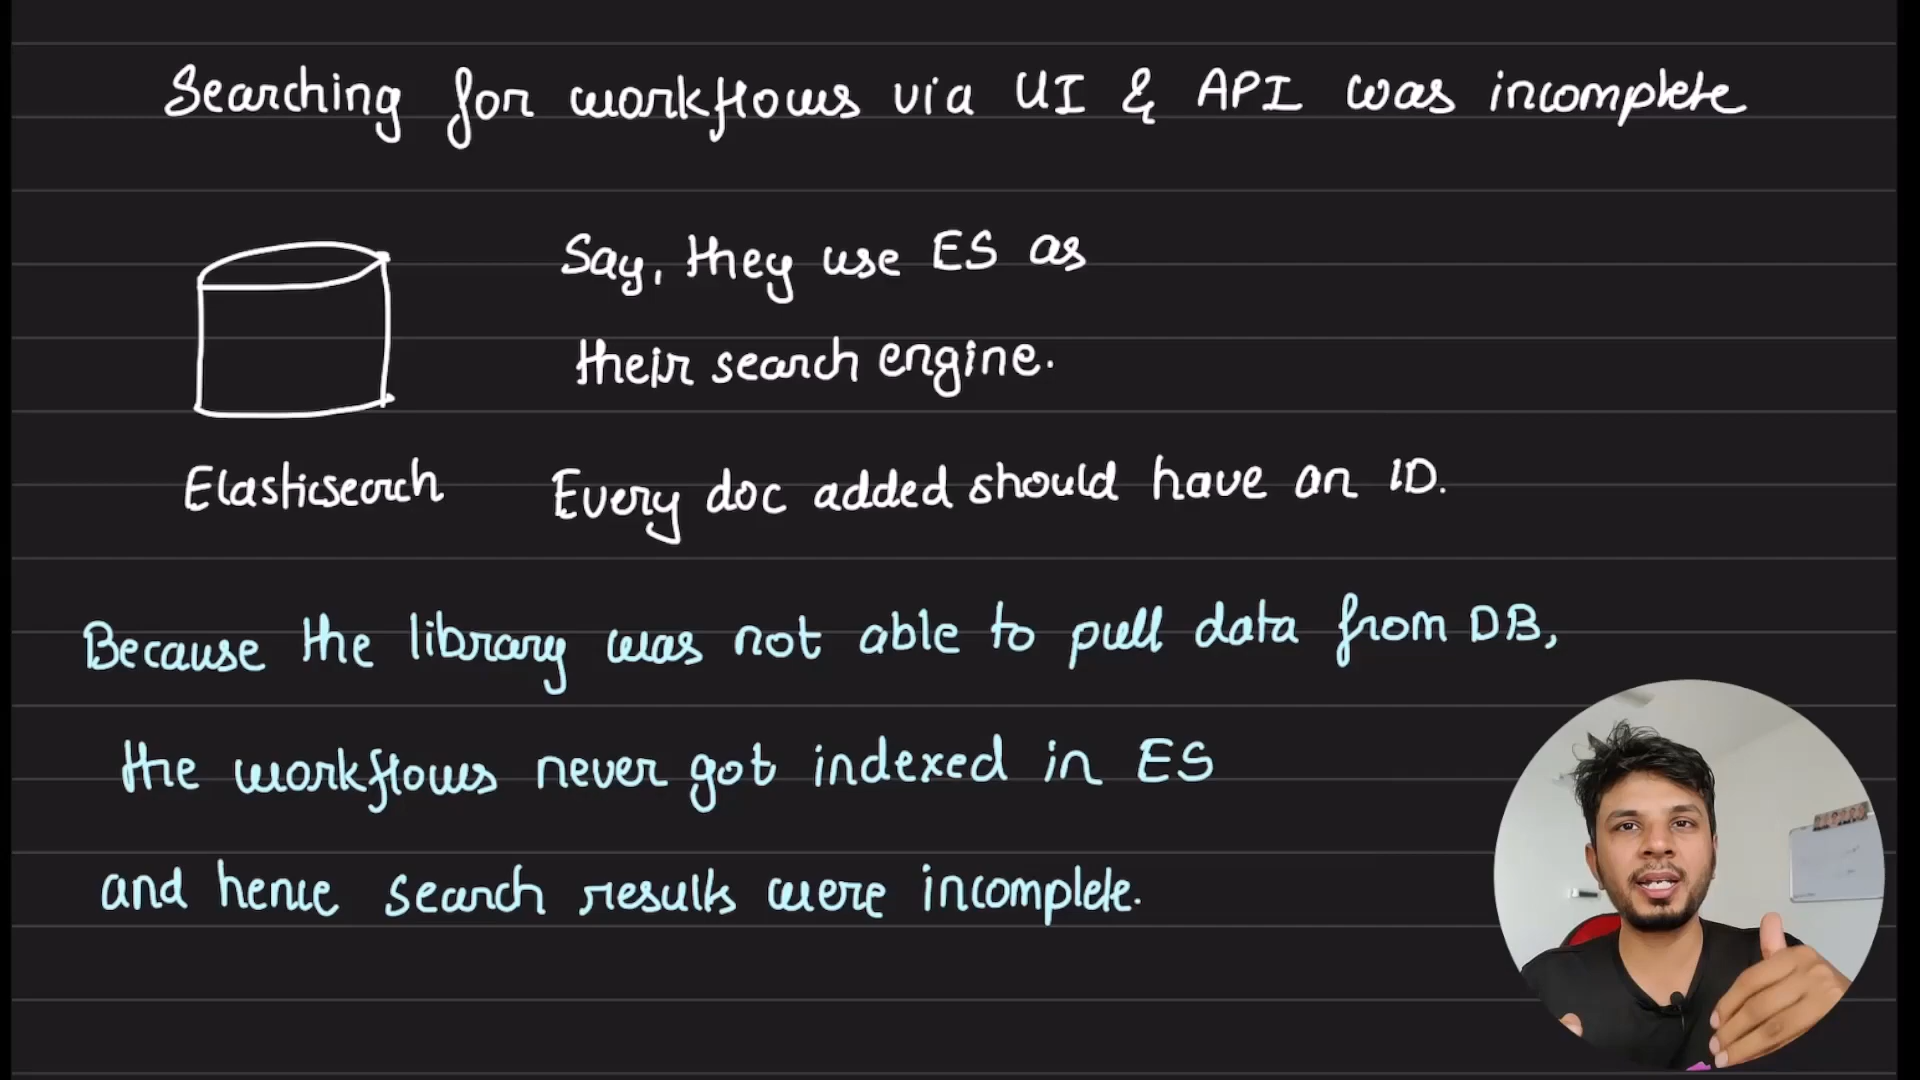 Searching for workflows via UI & API was incomplete
Say, they use ES as
their search engine.
Elasticsearch
Every doc added should have an ID.
Because the library was not able to pull data from DB,
the workflows never got indexed in ES
and hence search results were incomplete.